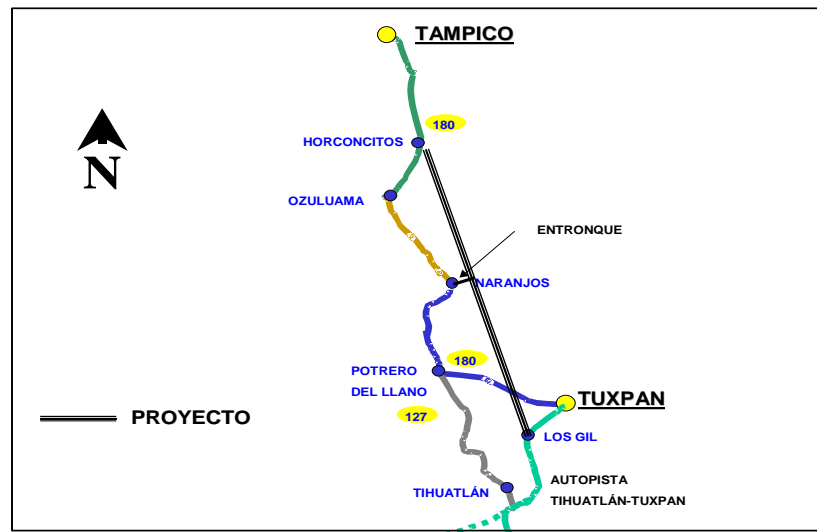 TAMPICO
180
HORCONCITOS
N
OZULUAMA
ENTRONQUE
NARANJOS
180
POTRERO
DEL LLANO
TUXPAN
127
PROYECTO
LOS GIL
TIHUATLÁN
AUTOPISTA
TIHUATLÁN-TUXPAN